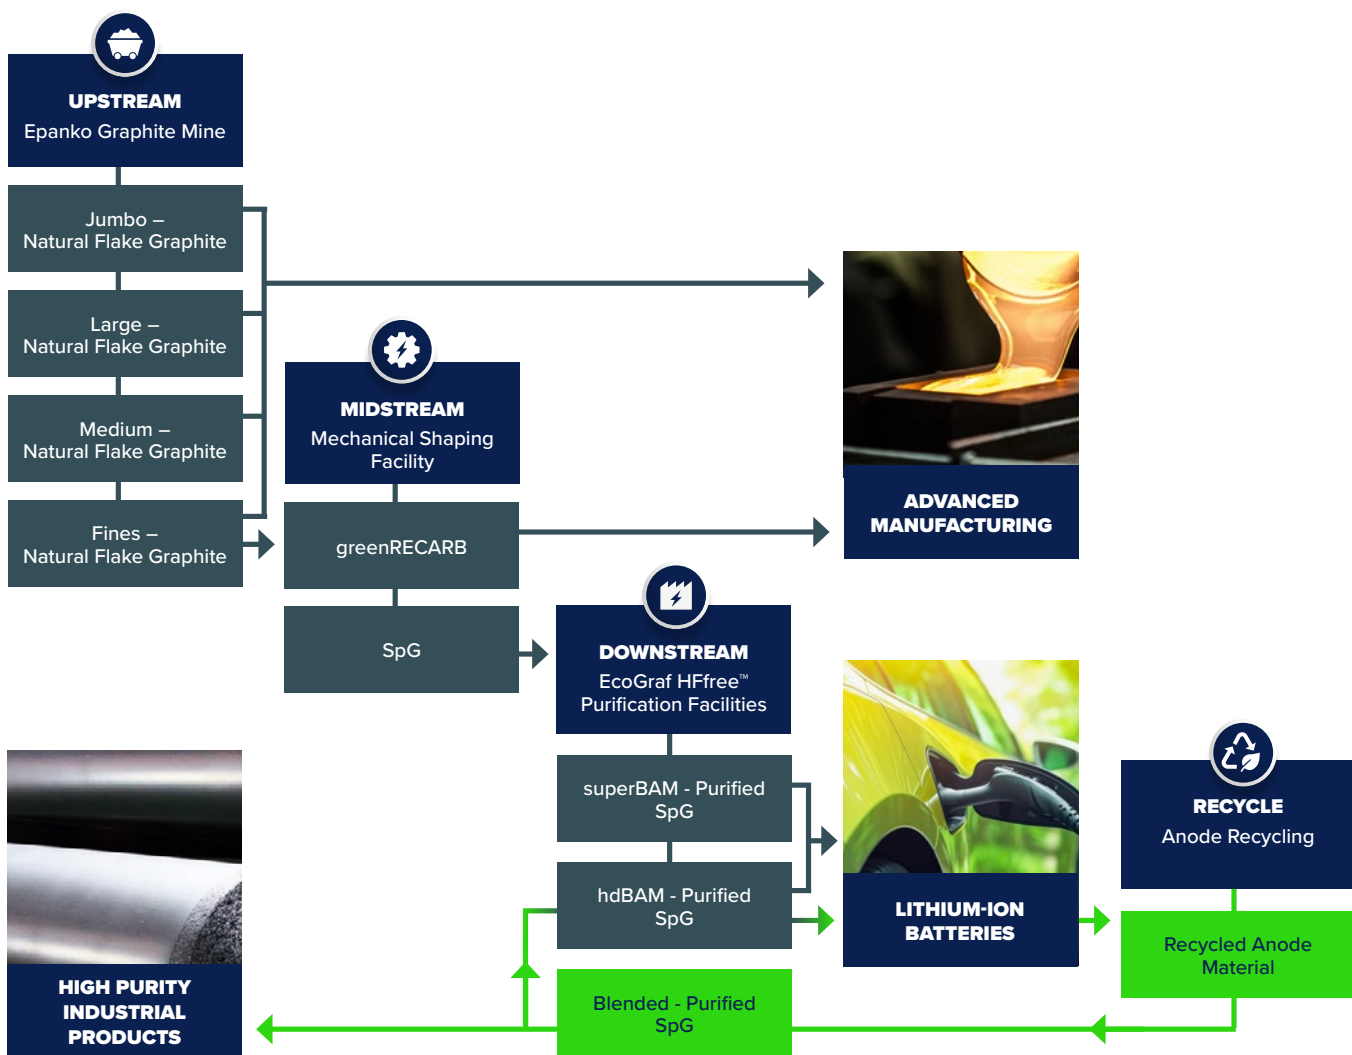 UPSTREAM
Epanko Graphite Mine
Jumbo –
Natural Flake Graphite
Large –
Natural Flake Graphite
Medium –
Natural Flake Graphite
Fines –
Natural Flake Graphite
MIDSTREAM
Mechanical Shaping
Facility
greenRECARB
SpG
ADVANCED
MANUFACTURING
DOWNSTREAM
EcoGraf HFfree™
Purification Facilities
superBAM - Purified
SpG
hdBAM - Purified
SpG
Blended - Purified
SpG
LITHIUM-ION
BATTERIES
RECYCLE
Anode Recycling
Recycled Anode
Material
HIGH PURITY
INDUSTRIAL
PRODUCTS